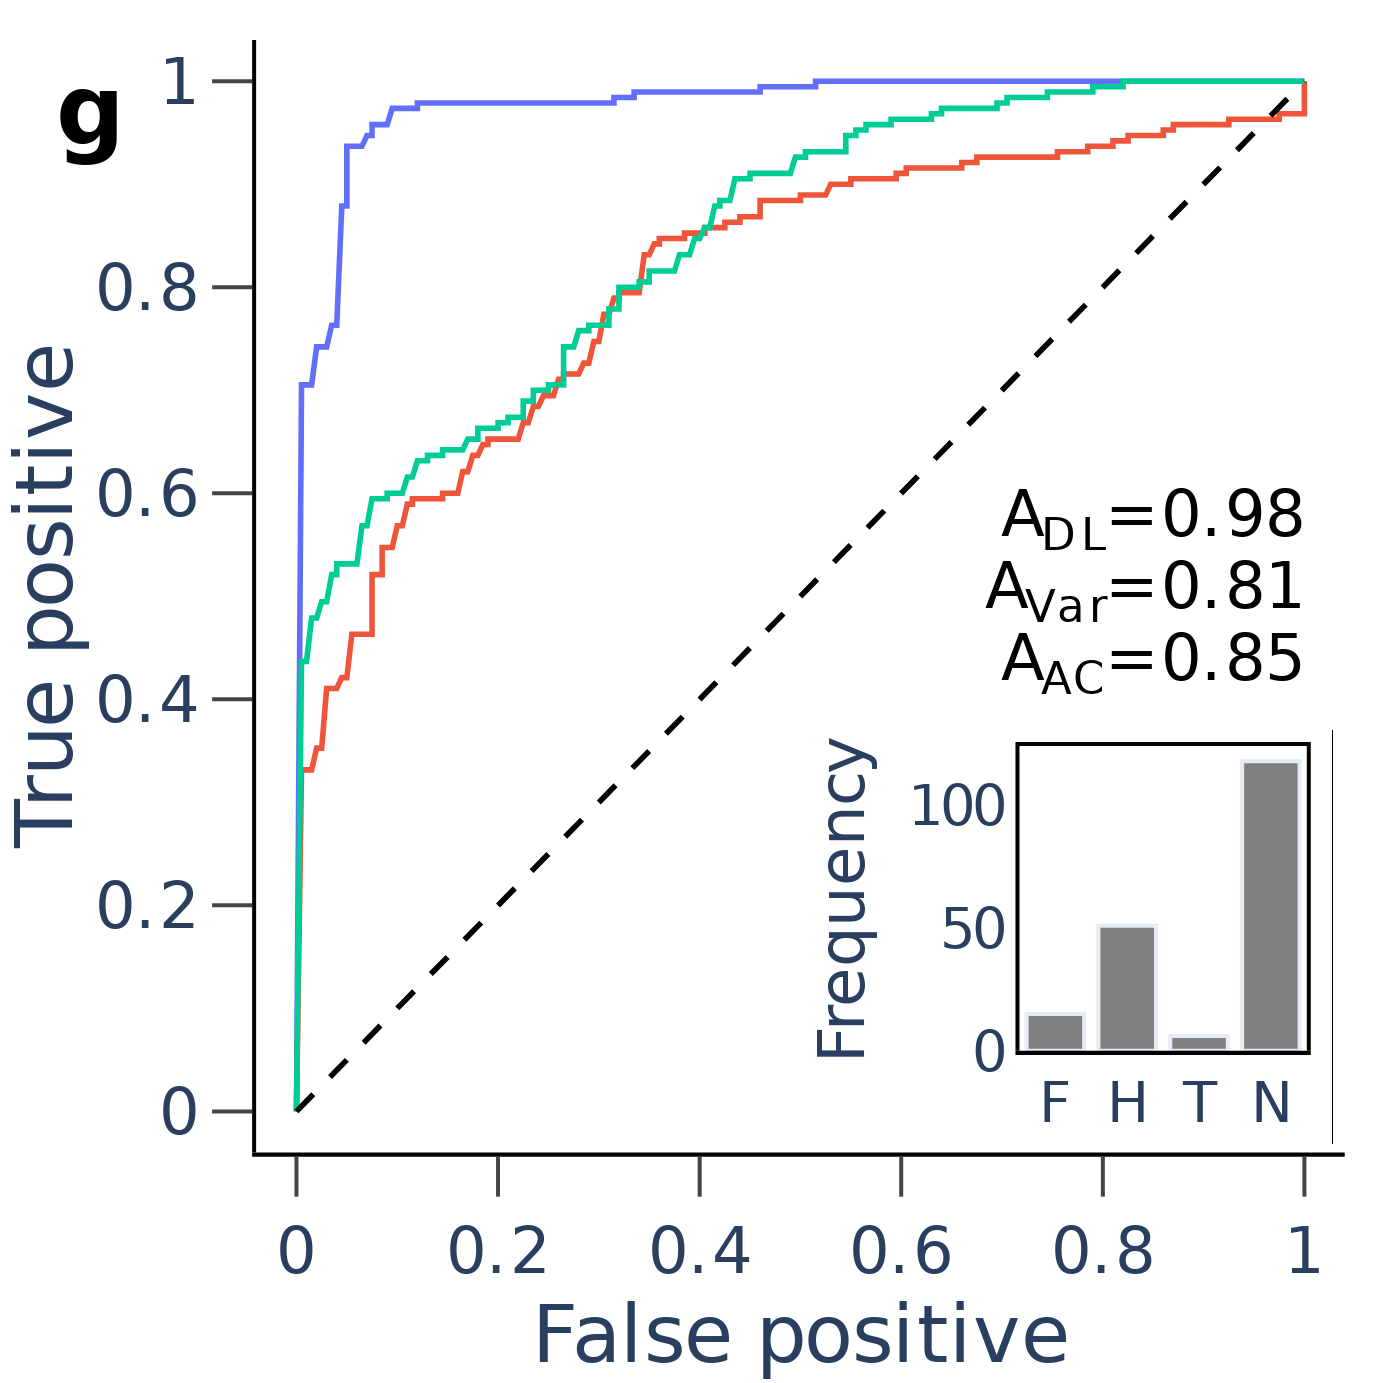 g
1
0.8
0.6
0.4
0.2
0
True positive
A_DL=0.98
A_Var=0.81
A_AC=0.85
Frequency
100
50
0
F H T N
0 0.2 0.4 0.6 0.8 1
False positive